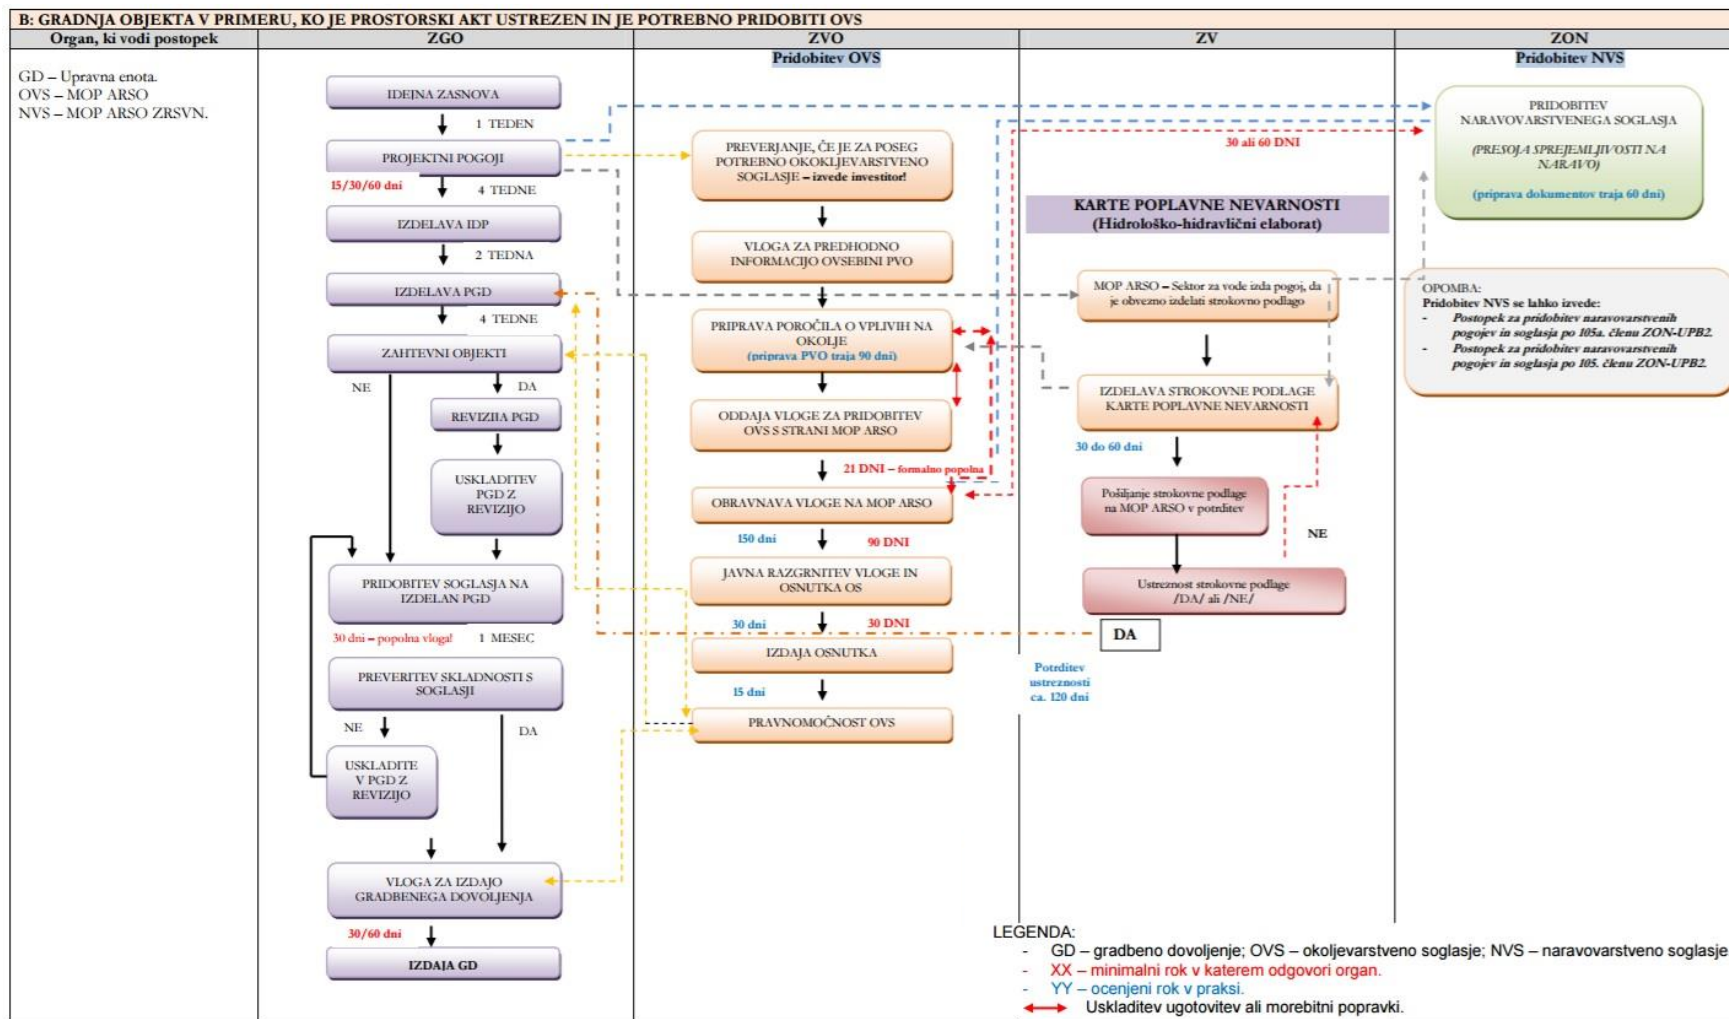 B: GRADNJA OBJEKTA V PRIMERU, KO JE PROSTORSKI AKT USTREZEN IN JE POTREBNO PRIDOBITI OVS
Organ, ki vodi postopek
ZGO
ZVO
ZV
ZON
GD – Upravna enota.
OVS – MOP ARSO
NVS – MOP ARSO ZRSVN.
IDEJNA ZASNOVA
1 TEDEN
PROJEKTNI POGOJI
15/30/60 dni
4 TEDNE
IZDELAVA IDP
2 TEDNA
IZDELAVA PGD
4 TEDNE
ZAHTEVNI OBJEKTI
NE
DA
REVIZIJA PGD
USKLADITEV
PGD Z
REVIZIJO
PRIDOBITEV SOGLASJA NA
IZDELAN PGD
30 dni – popolna vloga!
1 MESEC
PREVERITEV SKLADNOSTI S
SOGLASJI
NE
DA
USKLADITE
V PGD Z
REVIZIJO
VLOGA ZA IZDAJO
GRADBENEGA DOVOLJENJA
30/60 dni
IZDAJA GD
Pridobitev OVS
PREVERJANJE, ČE JE ZA POSEG
POTREBNO OKOKLJEVARSTVENO
SOGLASJE – izvede investitor!
VLOGA ZA PREDHODNO
INFORMACIJO OVSEBINI PVO
PRIPRAVA POROČILA O VPLIVIH NA
OKOLJE
(priprava PVO traja 90 dni)
ODDAJA VLOGE ZA PRIDOBITEV
OVS S STRANI MOP ARSO
21 DNI – formalno popolna
OBRAVNAVA VLOGE NA MOP ARSO
150 dni
90 DNI
JAVNA RAZGRNITEV VLOGE IN
OSNUTKA OS
30 dni
30 DNI
IZDAJA OSNUTKA
15 dni
PRAVNOMOČNOST OVS
30 ali 60 DNI
KARTE POPLAVNE NEVARNOSTI
(Hidrološko-hidravlični elaborat)
MOP ARSO – Sektor za vode izda pogoj, da
je obvezno izdelati strokovno podlago
IZDELAVA STROKOVNE PODLAGE
KARTE POPLAVNE NEVARNOSTI
30 do 60 dni
Pošiljanje strokovne podlage
na MOP ARSO v potrditev
NE
Ustreznost strokovne podlage
/DA/ ali /NE/
DA
Potrditev
ustreznosti
ca. 120 dni
Pridobitev NVS
PRIDOBITEV
NARAVOVARSTVENEGA SOGLASJA
(PRESOJA SPREJEMLJIVOSTI NA
NARAVO)
(priprava dokumentov traja 60 dni)
OPOMBA:
Pridobitev NVS se lahko izvede:
- Postopek za pridobitev naravovarstvenih
pogojev in soglasja po 105a. členu ZON-UPB2.
- Postopek za pridobitev naravovarstvenih
pogojev in soglasja po 105. členu ZON-UPB2.
LEGENDA:
- GD – gradbeno dovoljenje; OVS – okoljevarstveno soglasje; NVS – naravovarstveno soglasje
- XX – minimalni rok v katerem odgovori organ.
- YY – ocenjeni rok v praksi.
- Uskladitev ugotovitev ali morebitni popravki.